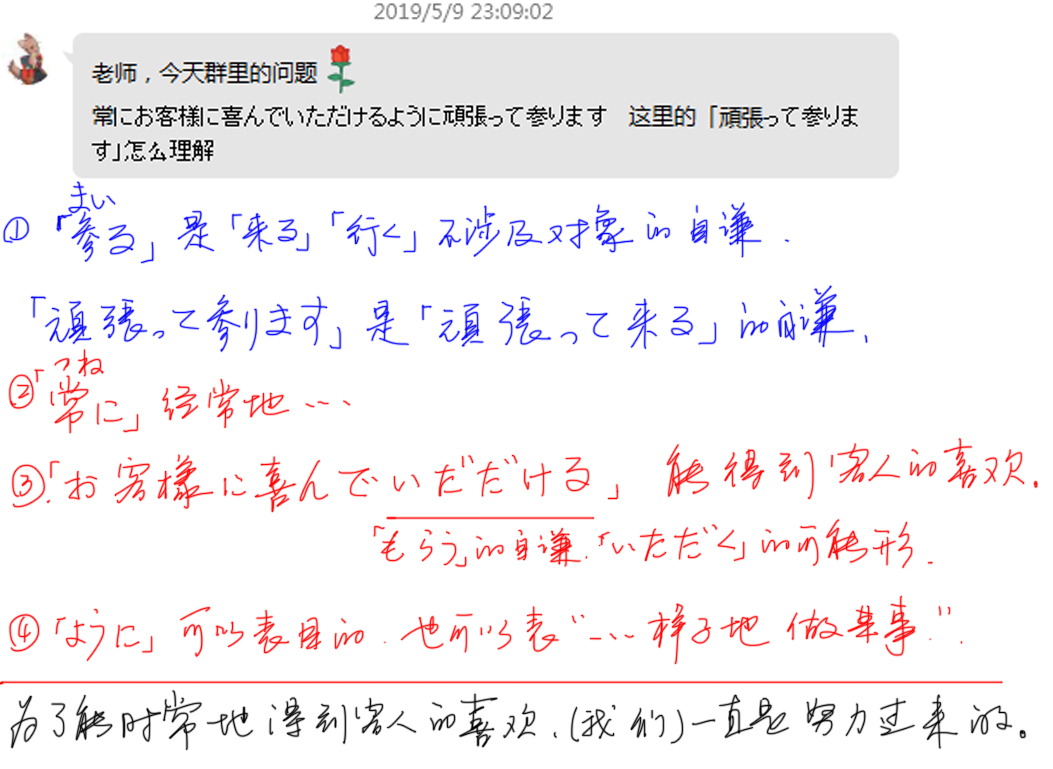 2019/5/9 23:09:02
老师，今天群里的问题
常にお客様に喜んでいただけるように頑張って参ります 这里的「頑張って参りま
す」怎么理解
まい
①「参る」是「来る」「行く」不涉及对象的自谦.
「頑張って参ります」是「頑張って来る」的自谦.
つね
②「常に」经常地…
③「お客様に喜んでいだだける」能得到客人的喜欢.
「もらう」的自谦.「いただく」的可能形.
④「ように」可以表目的.也可以表“…样子地做某事.”.
为了能时常地得到客人的喜欢.(我们)一直是努力过来的。